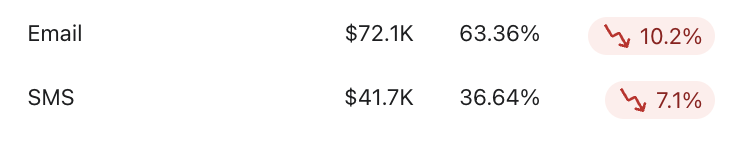 Email $72.1K 63.36% 10.2%
SMS $41.7K 36.64% 7.1%